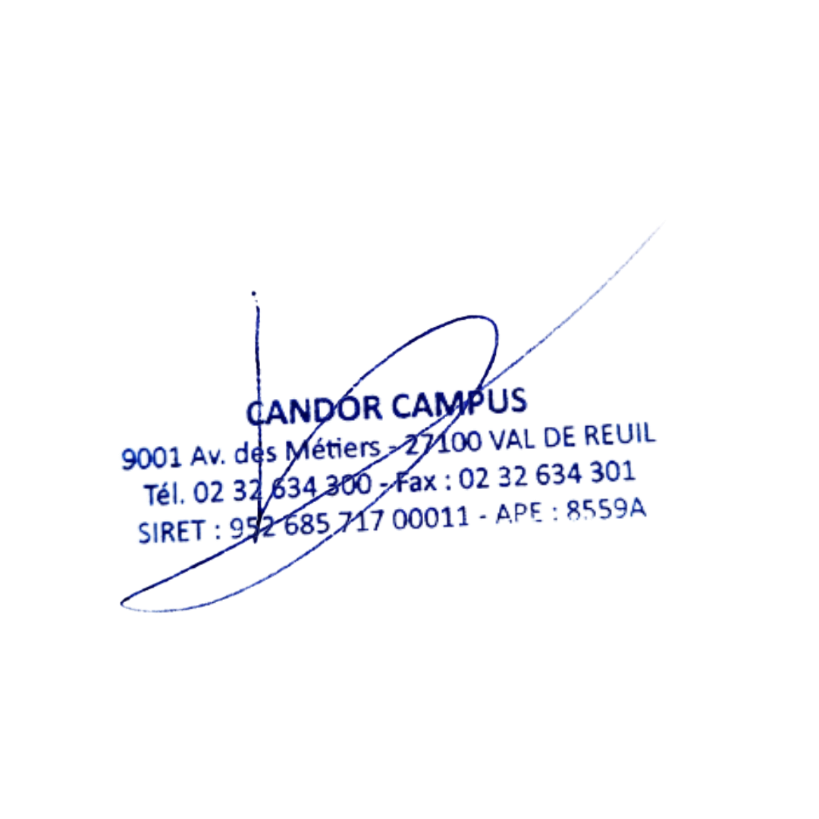 CANDOR CAMPUS
9001 Av. des Métiers - 27100 VAL DE REUIL
Tél. 02 32 634 300 - Fax : 02 32 634 301
SIRET : 952 685 717 00011 - APE : 8559A